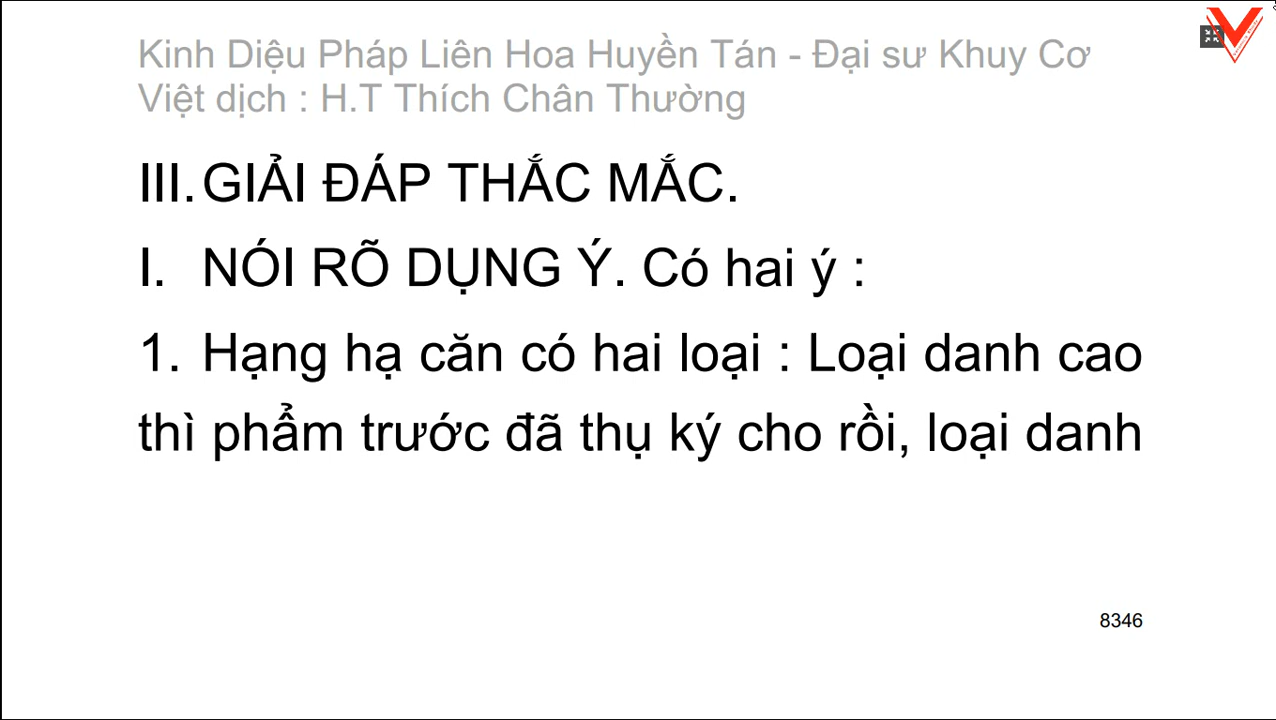 Kinh Diệu Pháp Liên Hoa Huyền Tán - Đại sư Khuy Cơ
Việt dịch : H.T Thích Chân Thường
III. GIẢI ĐÁP THẮC MẮC.
I. NÓI RÕ DỤNG Ý. Có hai ý :
1. Hạng hạ căn có hai loại : Loại danh cao
thì phẩm trước đã thụ ký cho rồi, loại danh
8346